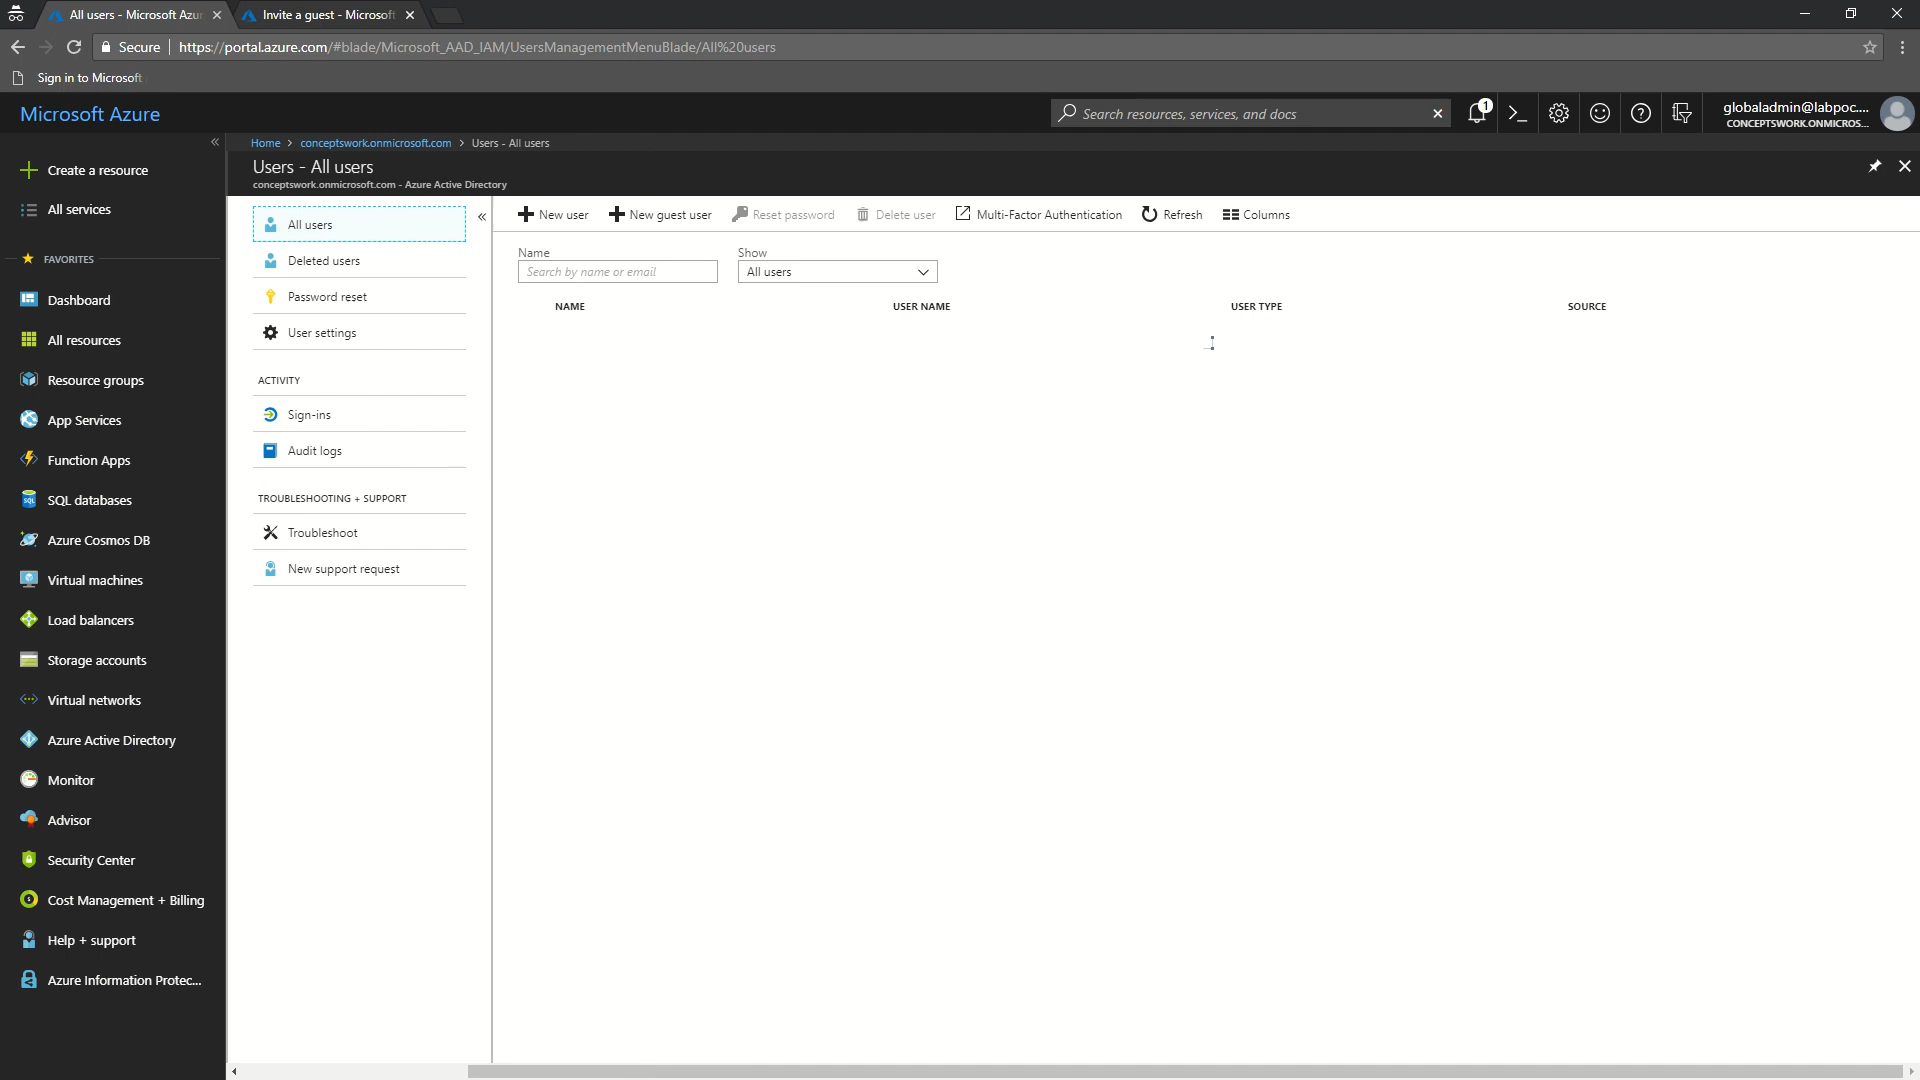 All users - Microsoft Azur
Invite a guest - Microsoft
Secure
https://portal.azure.com/#blade/Microsoft_AAD_IAM/UsersManagementMenuBlade/All%20users
Sign in to Microsoft
Microsoft Azure
Search resources, services, and docs
1
globaladmin@labpoc....
CONCEPTSWORK.ONMICROS...
Home > conceptswork.onmicrosoft.com > Users - All users
Users - All users
conceptswork.onmicrosoft.com - Azure Active Directory
Create a resource
All services
FAVORITES
Dashboard
All resources
Resource groups
App Services
Function Apps
SQL databases
Azure Cosmos DB
Virtual machines
Load balancers
Storage accounts
Virtual networks
Azure Active Directory
Monitor
Advisor
Security Center
Cost Management + Billing
Help + support
Azure Information Protec...
All users
Deleted users
Password reset
User settings
ACTIVITY
Sign-ins
Audit logs
TROUBLESHOOTING + SUPPORT
Troubleshoot
New support request
New user
New guest user
Reset password
Delete user
Multi-Factor Authentication
Refresh
Columns
Name
Search by name or email
Show
All users
NAME
USER NAME
USER TYPE
SOURCE